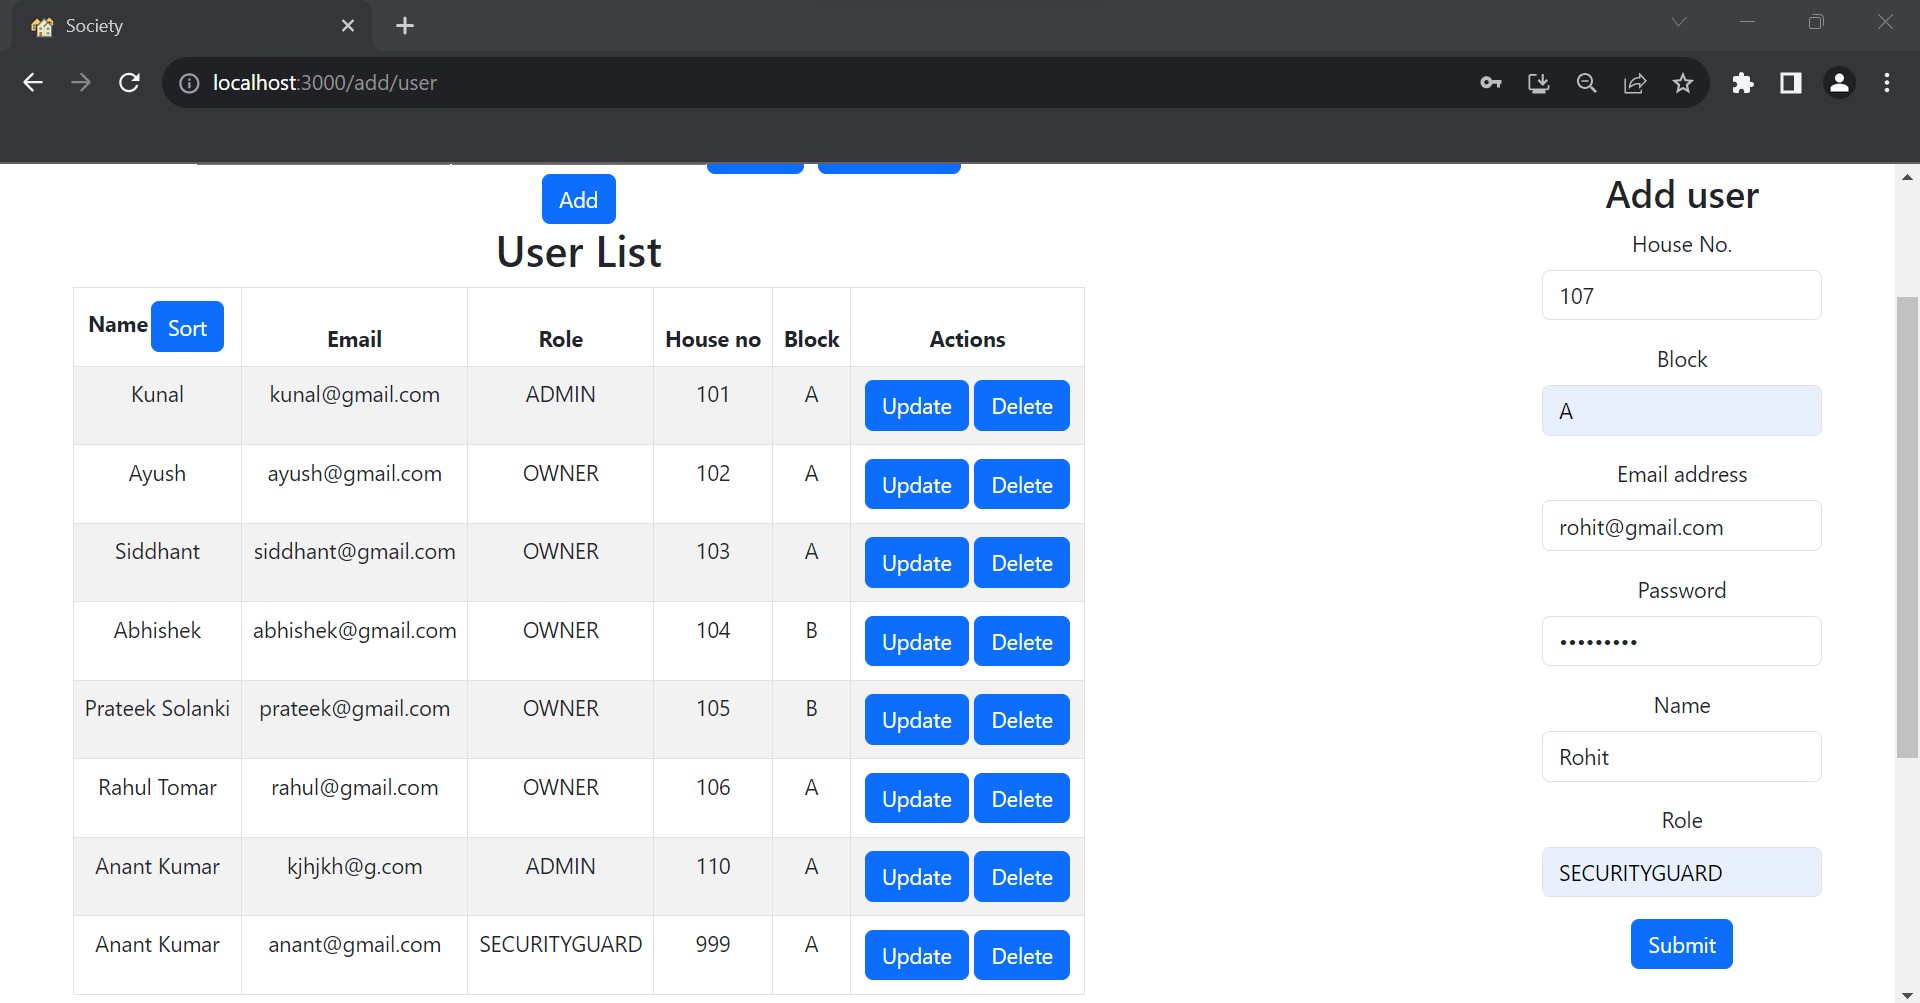 Society
localhost:3000/add/user
Add
User List
Name Sort Email Role House no Block Actions
Kunal kunal@gmail.com ADMIN 101 A Update Delete
Ayush ayush@gmail.com OWNER 102 A Update Delete
Siddhant siddhant@gmail.com OWNER 103 A Update Delete
Abhishek abhishek@gmail.com OWNER 104 B Update Delete
Prateek Solanki prateek@gmail.com OWNER 105 B Update Delete
Rahul Tomar rahul@gmail.com OWNER 106 A Update Delete
Anant Kumar kjhjkh@g.com ADMIN 110 A Update Delete
Anant Kumar anant@gmail.com SECURITYGUARD 999 A Update Delete
Add user
House No.
107
Block
A
Email address
rohit@gmail.com
Password
•••••••••
Name
Rohit
Role
SECURITYGUARD
Submit